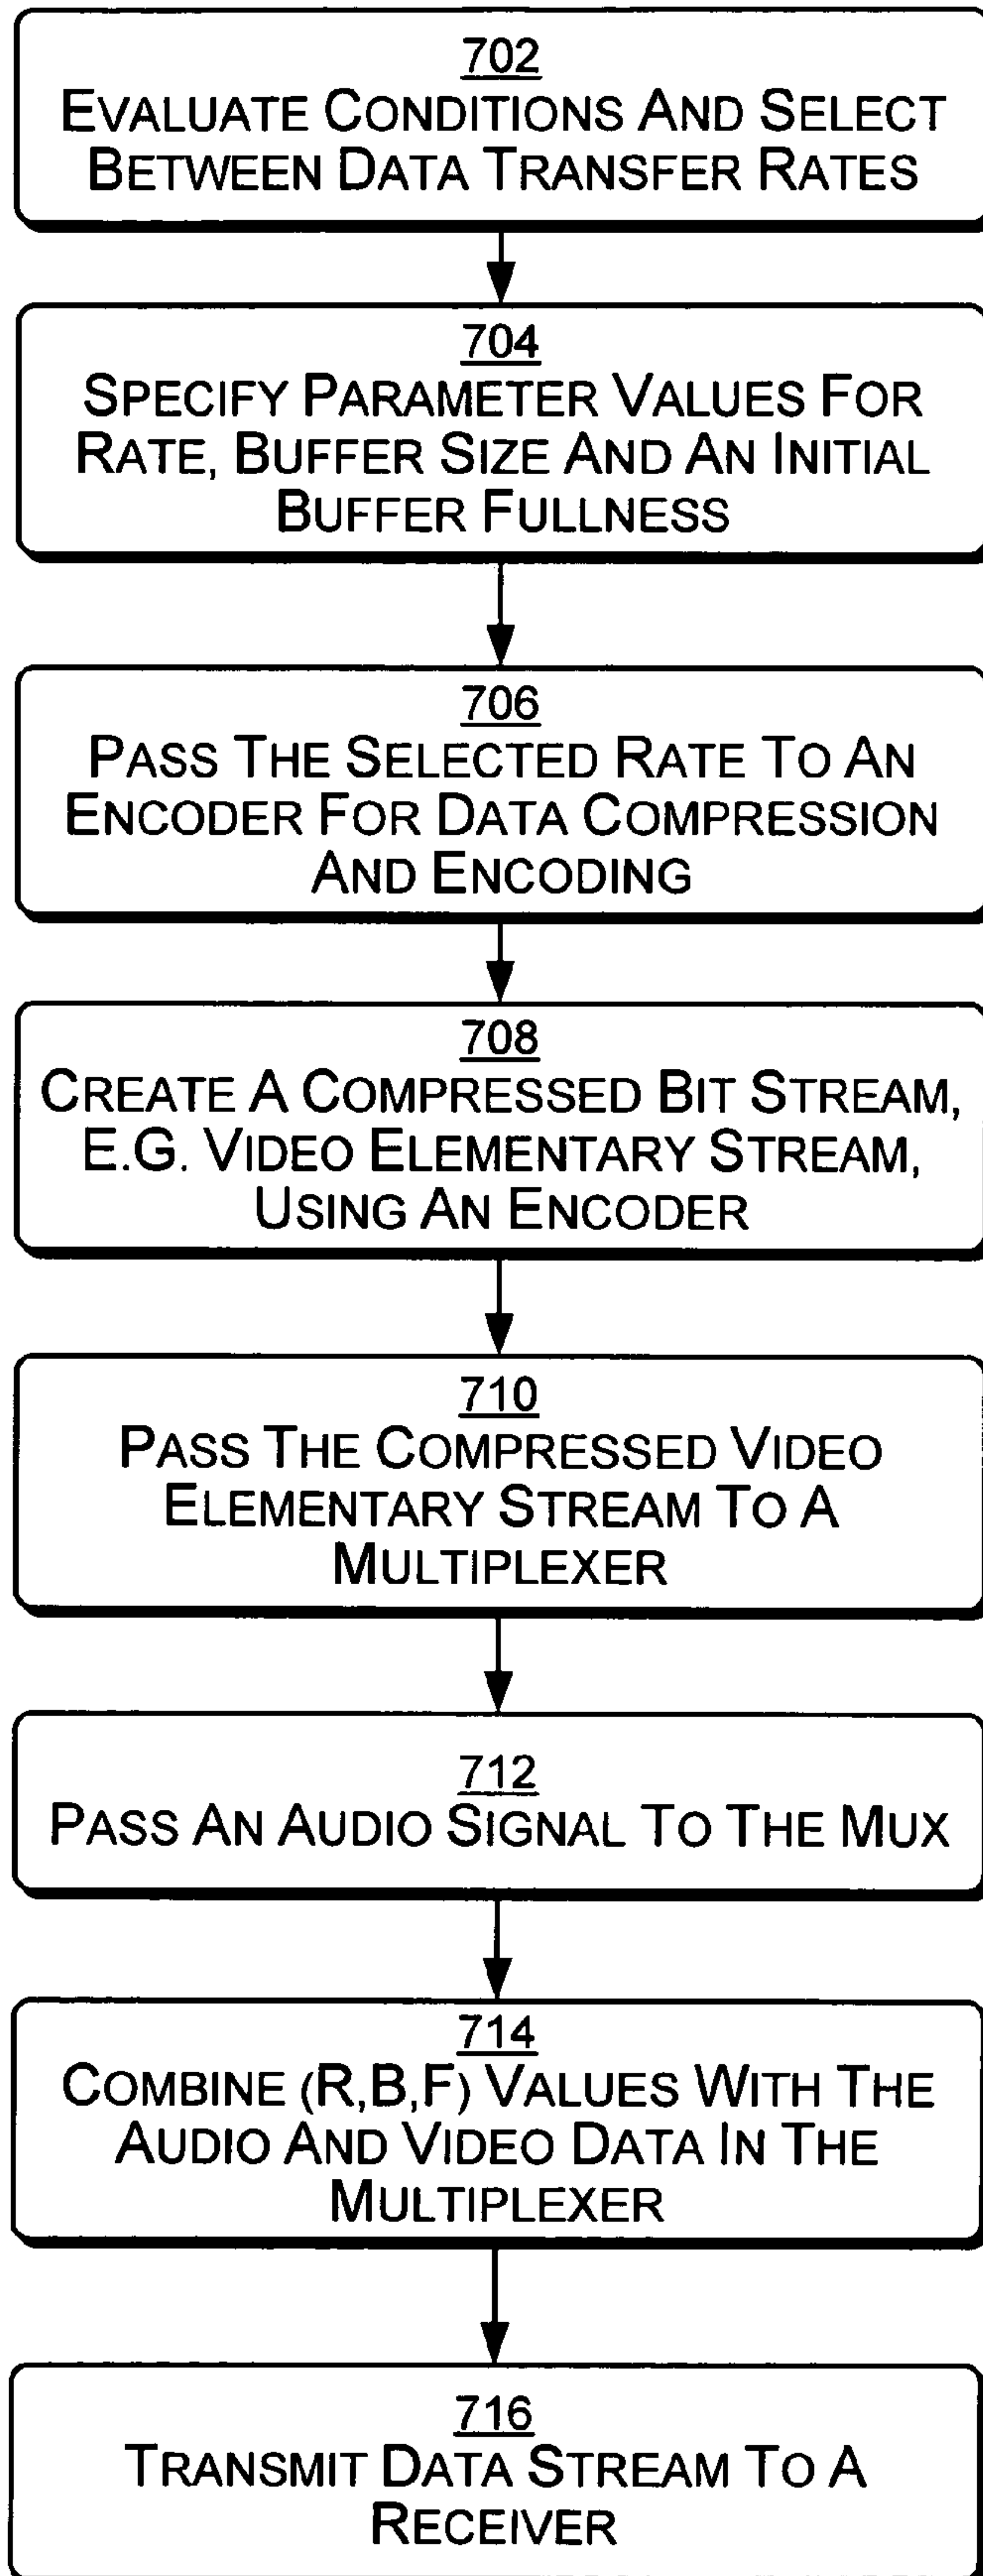 702
EVALUATE CONDITIONS AND SELECT
BETWEEN DATA TRANSFER RATES
704
SPECIFY PARAMETER VALUES FOR
RATE, BUFFER SIZE AND AN INITIAL
BUFFER FULLNESS
706
PASS THE SELECTED RATE TO AN
ENCODER FOR DATA COMPRESSION
AND ENCODING
708
CREATE A COMPRESSED BIT STREAM,
E.G. VIDEO ELEMENTARY STREAM,
USING AN ENCODER
710
PASS THE COMPRESSED VIDEO
ELEMENTARY STREAM TO A
MULTIPLEXER
712
PASS AN AUDIO SIGNAL TO THE MUX
714
COMBINE (R,B,F) VALUES WITH THE
AUDIO AND VIDEO DATA IN THE
MULTIPLEXER
716
TRANSMIT DATA STREAM TO A
RECEIVER